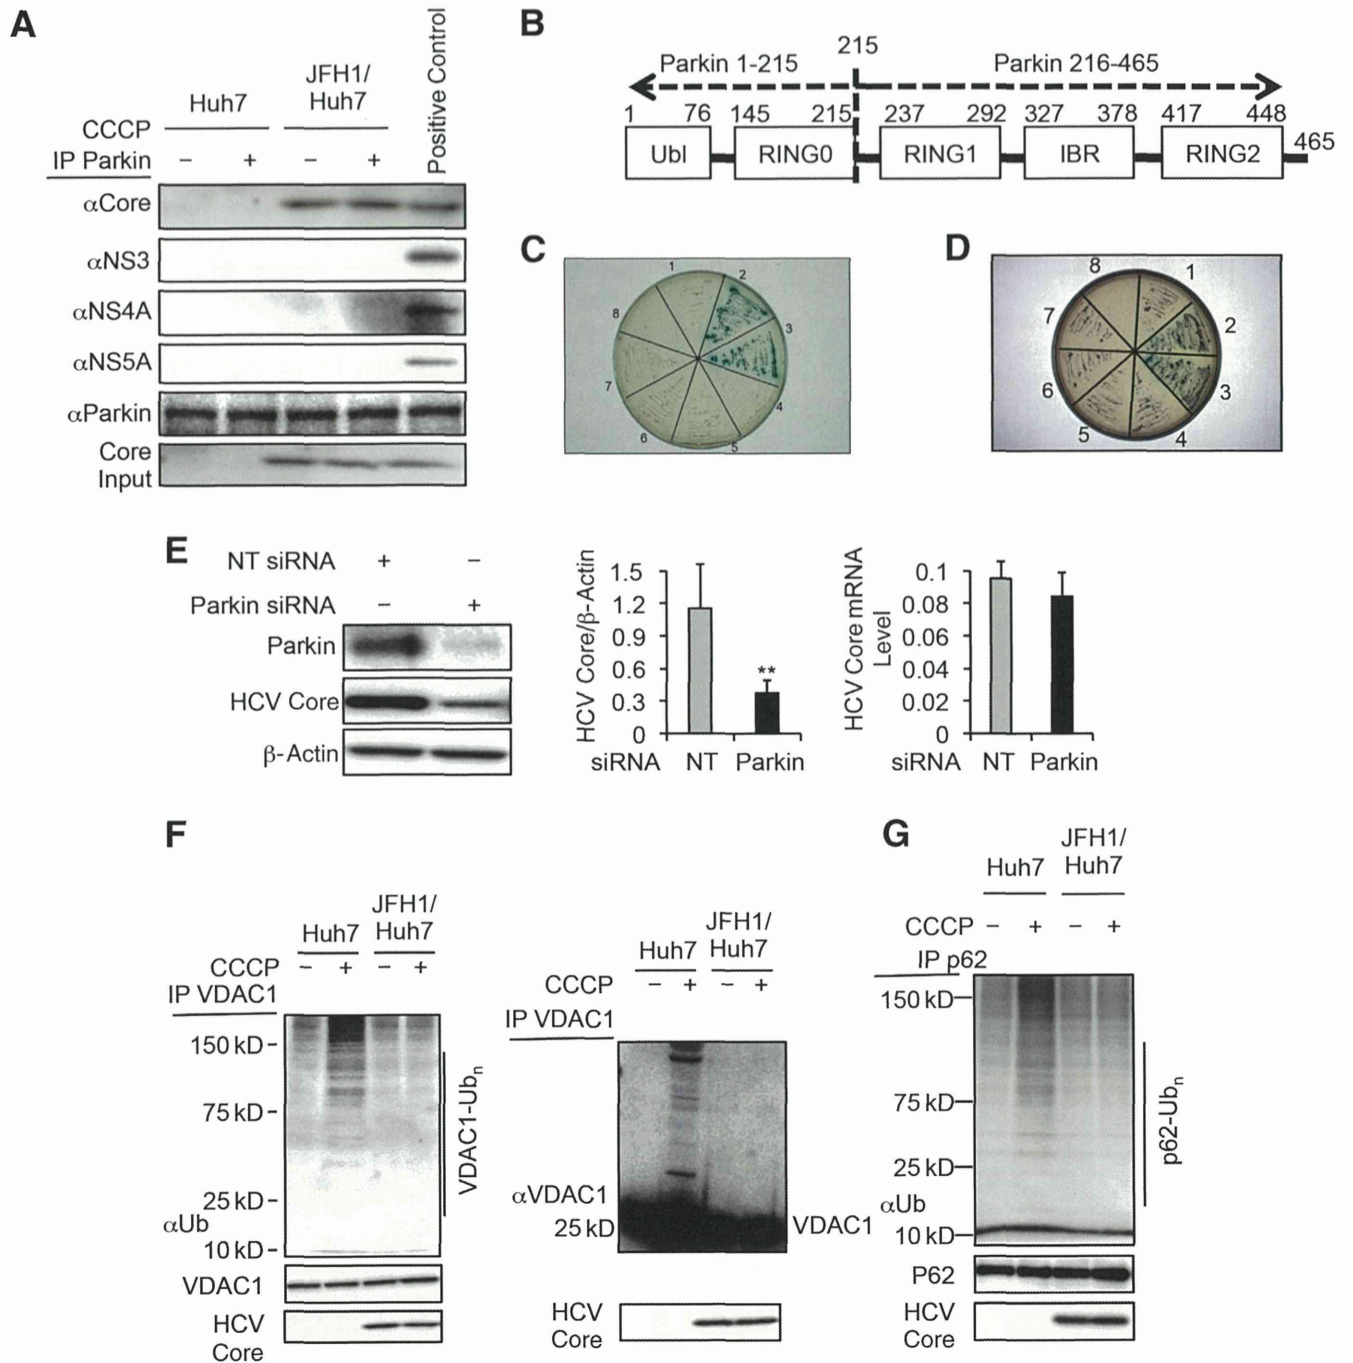 A
Huh7
JFH1/
Huh7
Positive Control
CCCP
IP Parkin − + − +
αCore
αNS3
αNS4A
αNS5A
αParkin
Core
Input
B
215
Parkin 1-215
Parkin 216-465
1 76 145 215 237 292 327 378 417 448
465
Ubl RING0 RING1 IBR RING2
C
1
2
3
4
5
6
7
8
D
8
1
2
3
4
5
6
7
E
NT siRNA + −
Parkin siRNA − +
Parkin
HCV Core
β-Actin
HCV Core/β-Actin
1.5
1.2
0.9
0.6
0.3
0
**
siRNA NT Parkin
HCV Core mRNA
Level
0.1
0.08
0.06
0.04
0.02
0
siRNA NT Parkin
F
Huh7
JFH1/
Huh7
CCCP − + − +
IP VDAC1
150 kD
75 kD
25 kD
αUb
10 kD
VDAC1-Ubn
VDAC1
HCV
Core
Huh7
JFH1/
Huh7
CCCP − + − +
IP VDAC1
αVDAC1
25 kD
VDAC1
HCV
Core
G
Huh7
JFH1/
Huh7
CCCP − + − +
IP p62
150 kD
75 kD
25 kD
αUb
10 kD
p62-Ubn
P62
HCV
Core